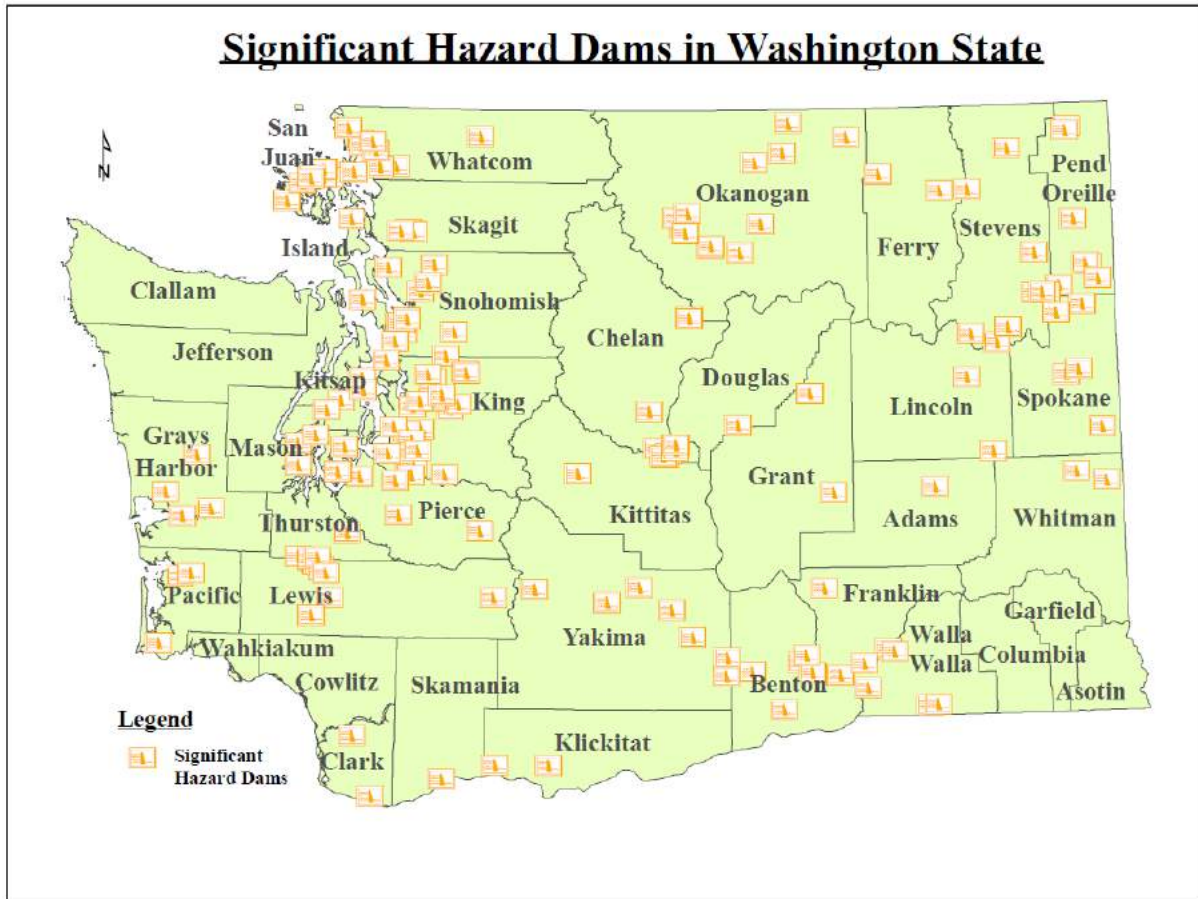 Significant Hazard Dams in Washington State
N
San
Juan
Whatcom
Pend
Oreille
Okanogan
Skagit
Stevens
Island
Ferry
Clallam
Snohomish
Chelan
Jefferson
Kitsap
Douglas
King
Lincoln
Spokane
Grays
Harbor
Mason
Grant
Pierce
Kittitas
Adams
Whitman
Thurston
Pacific
Lewis
Franklin
Garfield
Yakima
Walla
Walla
Wahkiakum
Columbia
Cowlitz
Skamania
Benton
Asotin
Legend
Klickitat
Significant
Hazard Dams
Clark